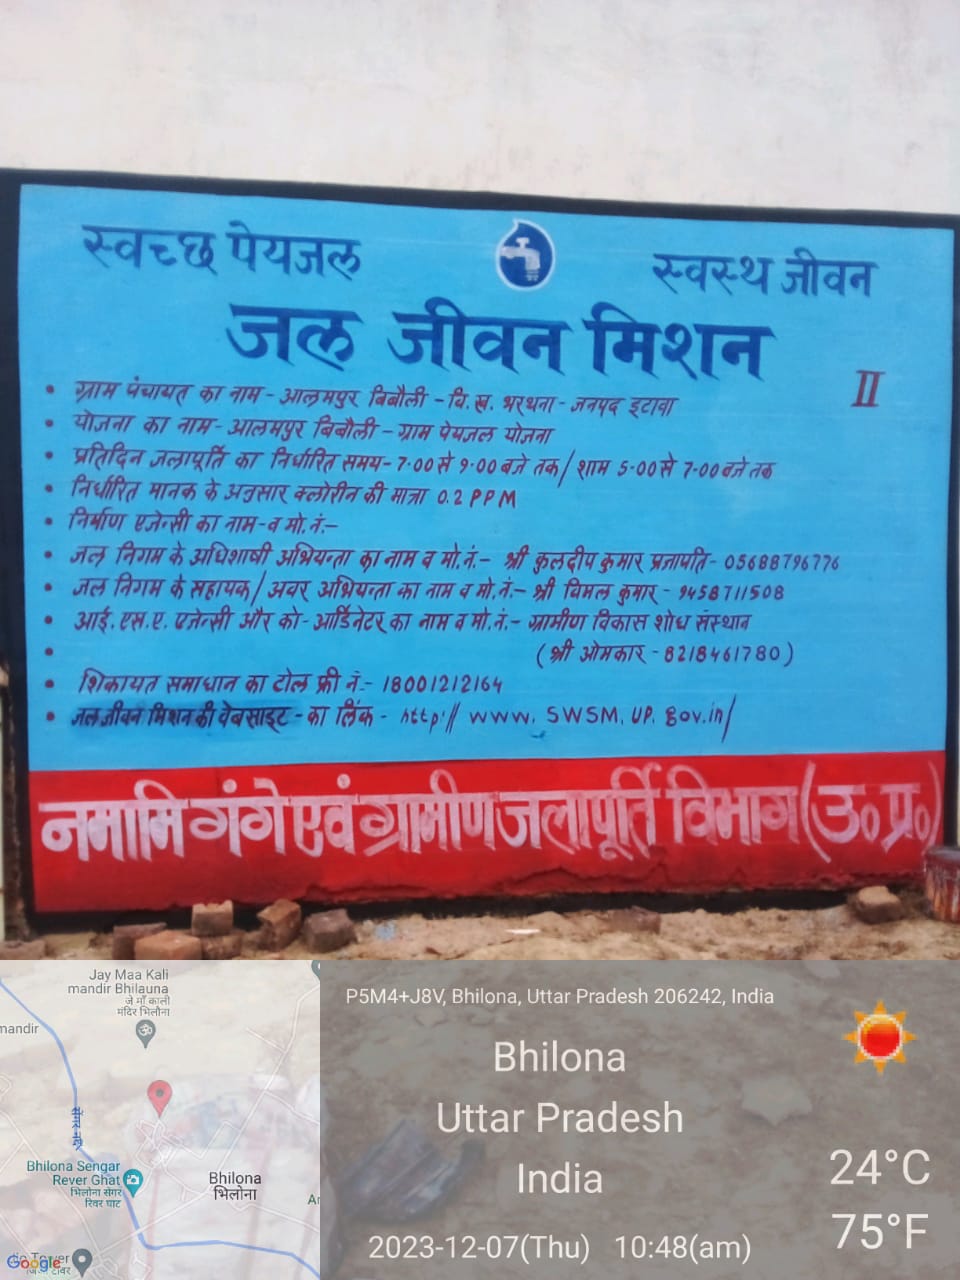 स्वच्छ पेयजल
स्वस्थ जीवन
जल जीवन मिशन
II
• ग्राम पंचायत का नाम - आलमपुर बिबौली - वि.ख. भरथना - जनपद इटावा
• योजना का नाम - आलमपुर बिबौली - ग्राम पेयजल योजना
• प्रतिदिन जलापूर्ति का निर्धारित समय - 7.00 से 9.00 बजे तक / शाम 5.00 से 7.00 बजे तक
• निर्धारित मानक के अनुसार क्लोरीन की मात्रा 0.2 PPM
• निर्माण एजेन्सी का नाम - व मो.नं.-
• जल निगम के अधिशाषी अभियन्ता का नाम व मो.नं.- श्री कुलदीप कुमार प्रजापति - 05688796776
• जल निगम के सहायक / अवर अभियन्ता का नाम व मो.नं.- श्री विमल कुमार - 9458711508
• आई.एस.ए. एजेन्सी और को-आर्डिनेटर का नाम व मो.नं.- ग्रामीण विकास शोध संस्थान
• (श्री ओमकार - 8218461780)
• शिकायत समाधान का टोल फ्री नं.- 18001212164
• जल जीवन मिशन की वेबसाइट - का लिंक - http// www. SWSM. UP. gov.in/
नमामि गंगे एवं ग्रामीण जलापूर्ति विभाग (उ० प्र०)
Jay Maa Kali
mandir Bhilauna
जे माँ काली
मंदिर भिलौना
mandir
सेंगर नदी
Bhilona Sengar
Rever Ghat
भिलोना सेंगर
रिवर घाट
Bhilona
भिलोना
Tower
टावर
Google
P5M4+J8V, Bhilona, Uttar Pradesh 206242, India
Bhilona
Uttar Pradesh
India
24°C
75°F
2023-12-07(Thu) 10:48(am)